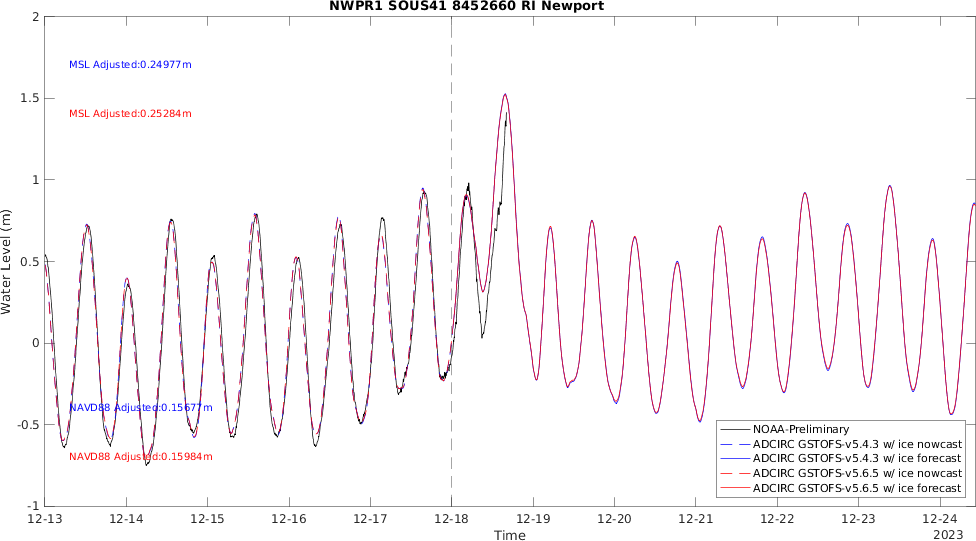 NWPR1 SOUS41 8452660 RI Newport
2
1.5
1
0.5
0
-0.5
-1
Water Level (m)
MSL Adjusted:0.24977m
MSL Adjusted:0.25284m
NAVD88 Adjusted:0.15677m
NAVD88 Adjusted:0.15984m
NOAA-Preliminary
ADCIRC GSTOFS-v5.4.3 w/ ice nowcast
ADCIRC GSTOFS-v5.4.3 w/ ice forecast
ADCIRC GSTOFS-v5.6.5 w/ ice nowcast
ADCIRC GSTOFS-v5.6.5 w/ ice forecast
12-13 12-14 12-15 12-16 12-17 12-18 12-19 12-20 12-21 12-22 12-23 12-24
Time
2023